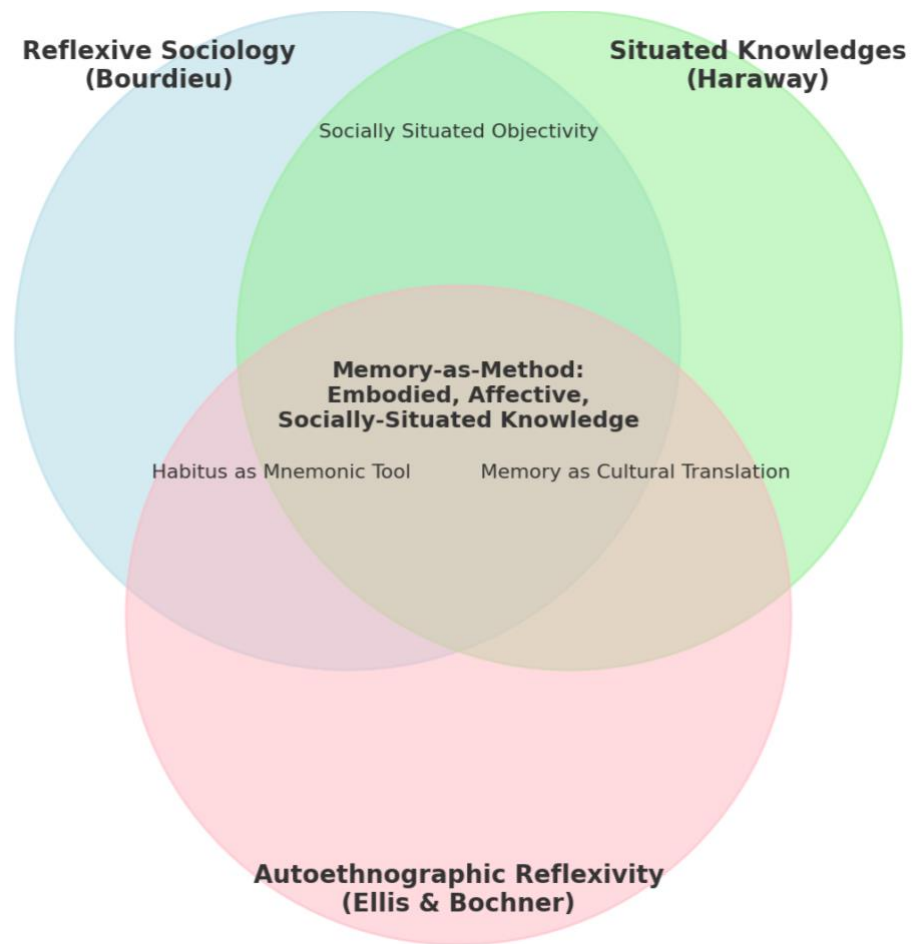 Reflexive Sociology
(Bourdieu)
Situated Knowledges
(Haraway)
Socially Situated Objectivity
Memory-as-Method:
Embodied, Affective,
Socially-Situated Knowledge
Habitus as Mnemonic Tool
Memory as Cultural Translation
Autoethnographic Reflexivity
(Ellis & Bochner)